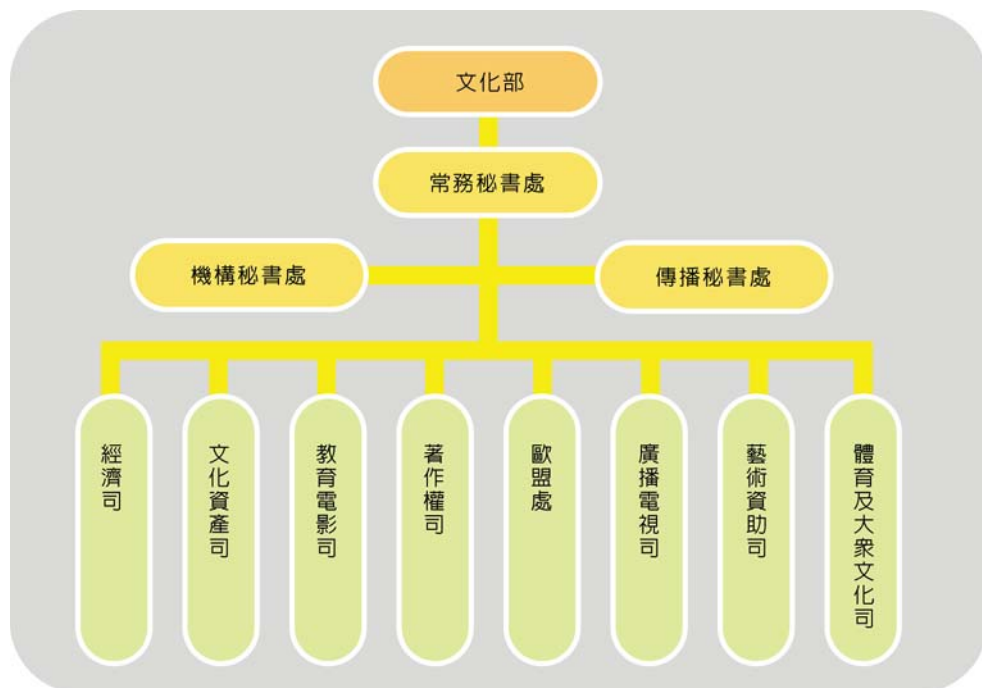 文化部
常務秘書處
機構秘書處
傳播秘書處
經濟司
文化資產司
教育電影司
著作權司
歐盟處
廣播電視司
藝術資助司
體育及大眾文化司